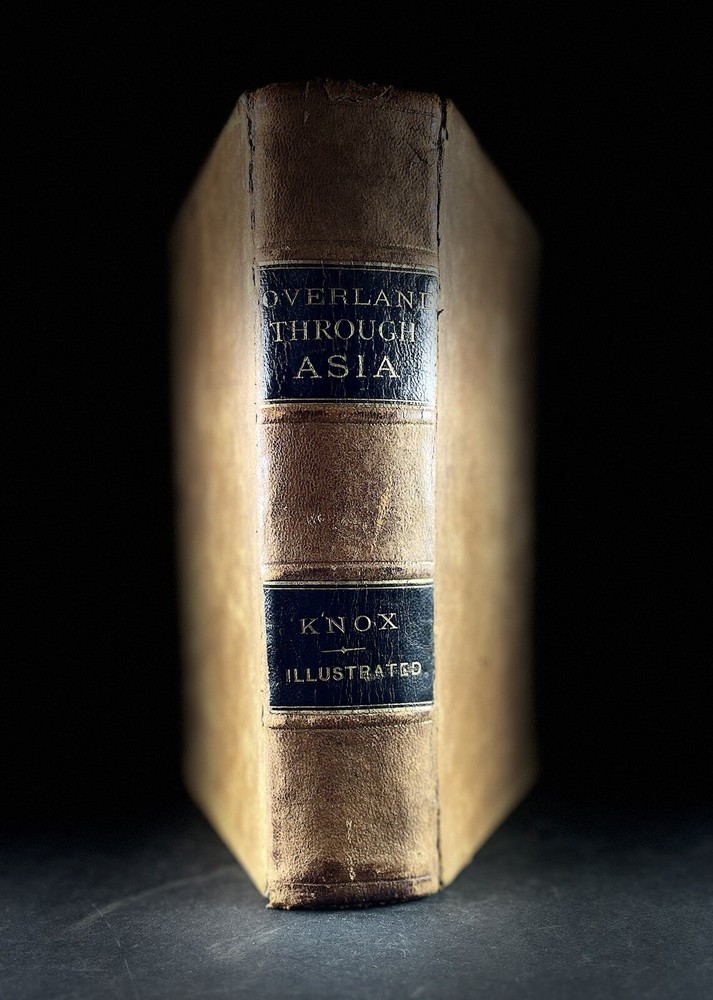 OVERLAND
THROUGH
ASIA
KNOX
ILLUSTRATED.